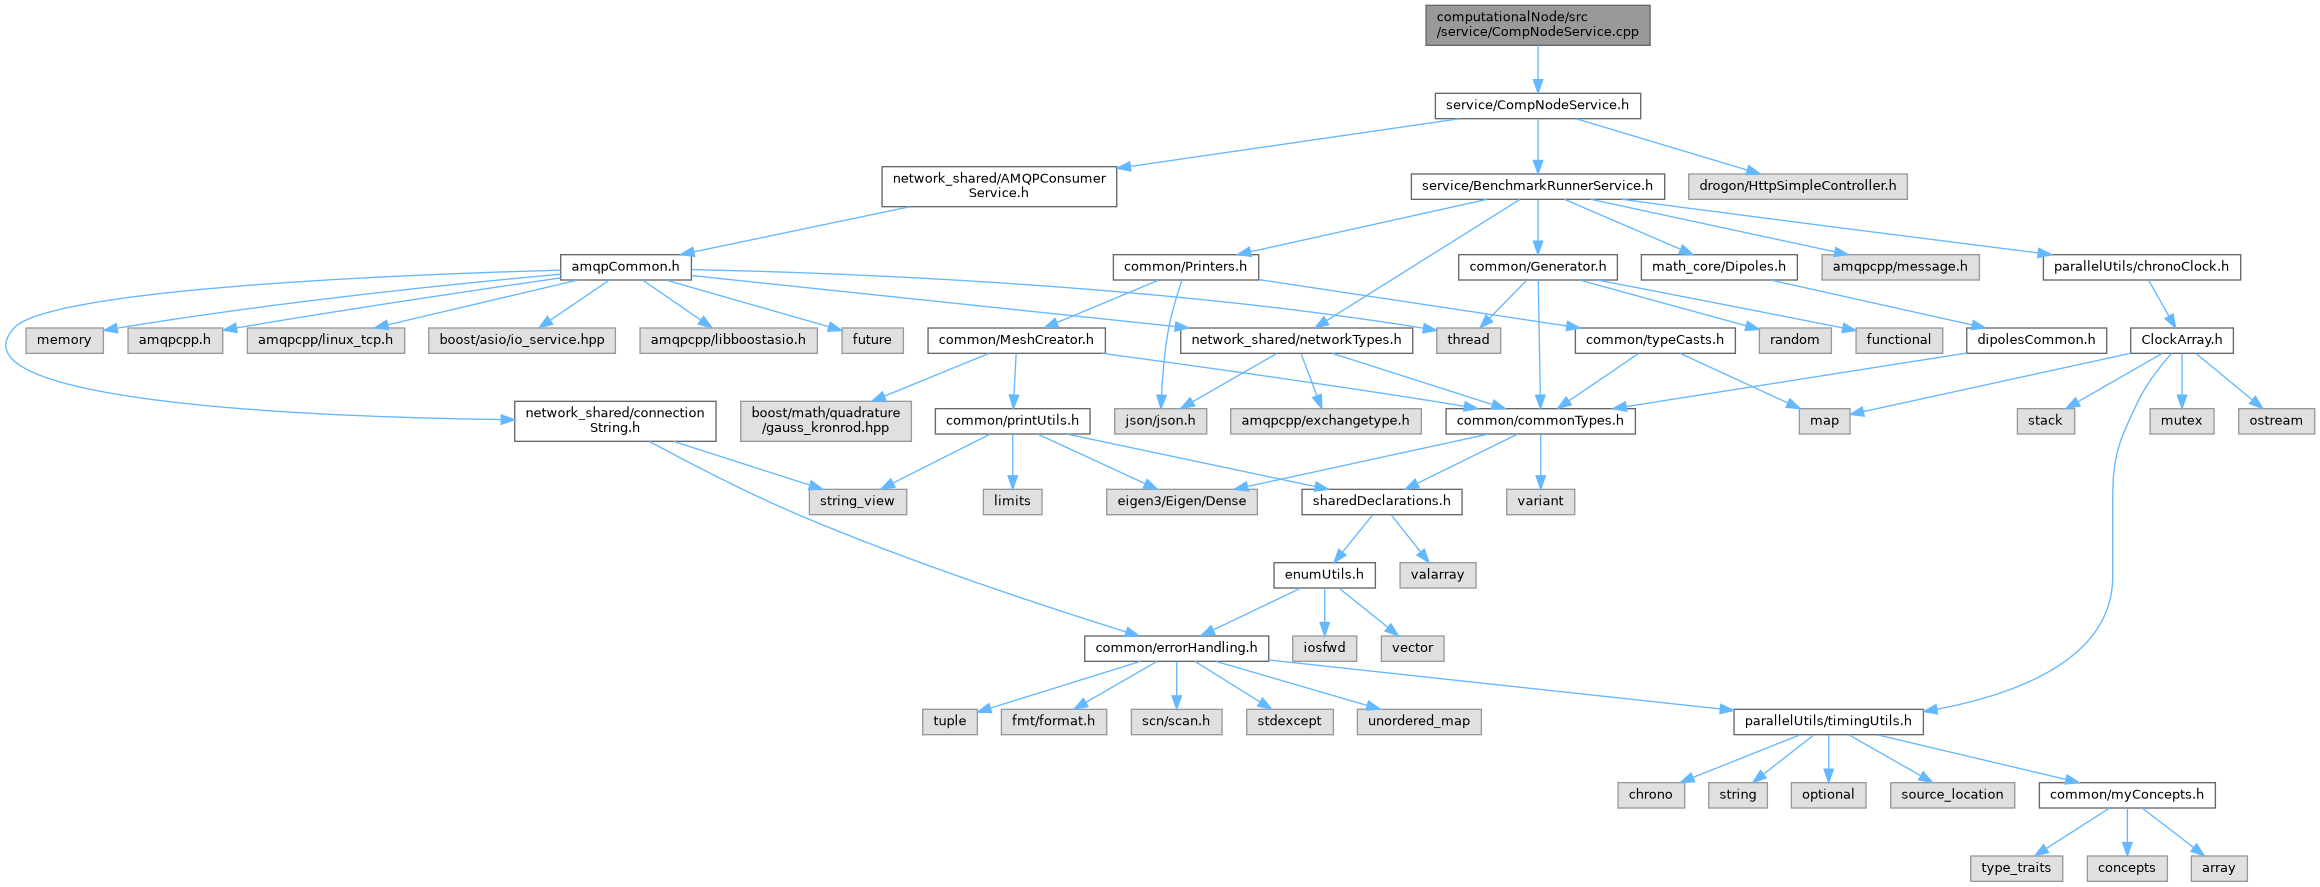 computationalNode/src
/service/CompNodeService.cpp
service/CompNodeService.h
network_shared/AMQPConsumer
Service.h
service/BenchmarkRunnerService.h
drogon/HttpSimpleController.h
amqpCommon.h
common/Printers.h
common/Generator.h
math_core/Dipoles.h
amqpcpp/message.h
parallelUtils/chronoClock.h
memory
amqpcpp.h
amqpcpp/linux_tcp.h
boost/asio/io_service.hpp
amqpcpp/libboostasio.h
future
common/MeshCreator.h
network_shared/networkTypes.h
thread
common/typeCasts.h
random
functional
dipolesCommon.h
ClockArray.h
network_shared/connection
String.h
boost/math/quadrature
/gauss_kronrod.hpp
common/printUtils.h
json/json.h
amqpcpp/exchangetype.h
common/commonTypes.h
map
stack
mutex
ostream
string_view
limits
eigen3/Eigen/Dense
sharedDeclarations.h
variant
enumUtils.h
valarray
common/errorHandling.h
iosfwd
vector
tuple
fmt/format.h
scn/scan.h
stdexcept
unordered_map
parallelUtils/timingUtils.h
chrono
string
optional
source_location
common/myConcepts.h
type_traits
concepts
array